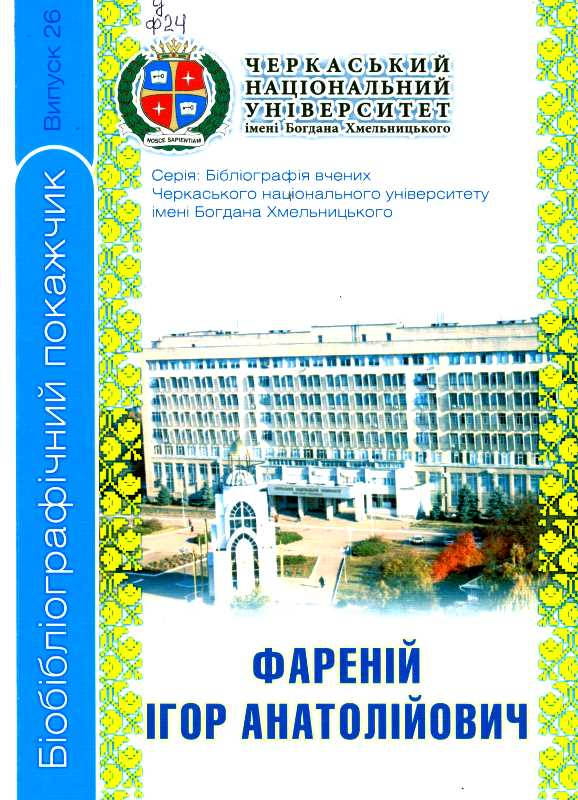 У
Ф24
ЧЕРКАСЬКИЙ
НАЦІОНАЛЬНИЙ
УНІВЕРСИТЕТ
імені Богдана Хмельницького
NOSCE SAPIENTIAM
Серія: Бібліографія вчених
Черкаського національного університету
імені Богдана Хмельницького
Випуск 26
Біобібліографічний покажчик
ФАРЕНІЙ
ІГОР АНАТОЛІЙОВИЧ